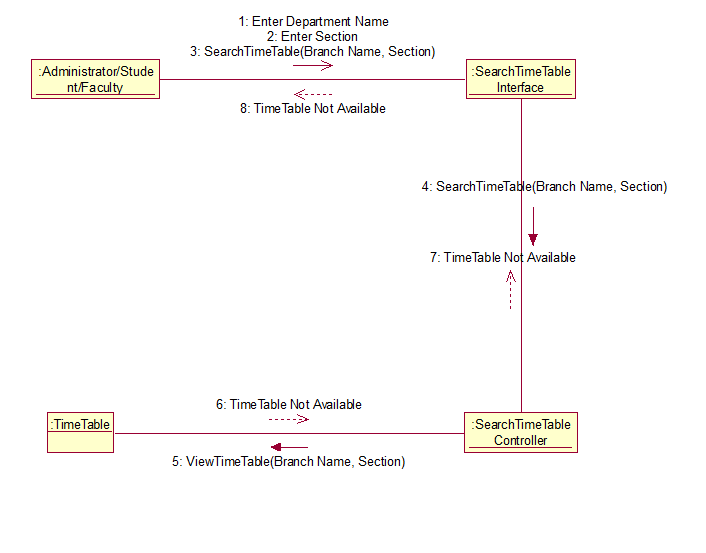 1: Enter Department Name
2: Enter Section
3: SearchTimeTable(Branch Name, Section)
:Administrator/Stude
nt/Faculty
:SearchTimeTable
Interface
8: TimeTable Not Available
4: SearchTimeTable(Branch Name, Section)
7: TimeTable Not Available
6: TimeTable Not Available
:TimeTable
:SearchTimeTable
Controller
5: ViewTimeTable(Branch Name, Section)